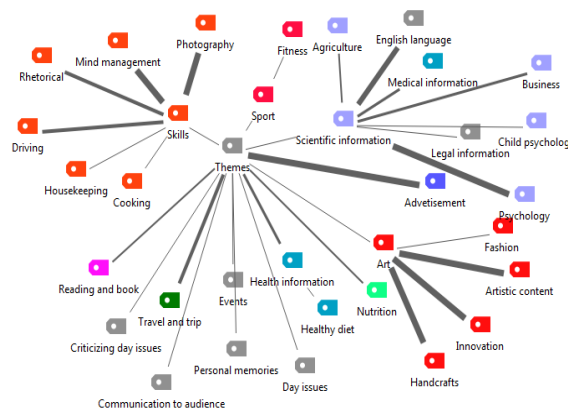 Photography
Fitness
Agriculture
English language
Mind management
Rhetorical
Medical information
Business
Sport
Driving
Skills
Scientific information
Legal information
Child psycholog
Housekeeping
Cooking
Themes
Advetisement
Psychology
Reading and book
Health information
Art
Fashion
Travel and trip
Events
Healthy diet
Nutrition
Artistic content
Criticizing day issues
Personal memories
Day issues
Innovation
Handcrafts
Communication to audience